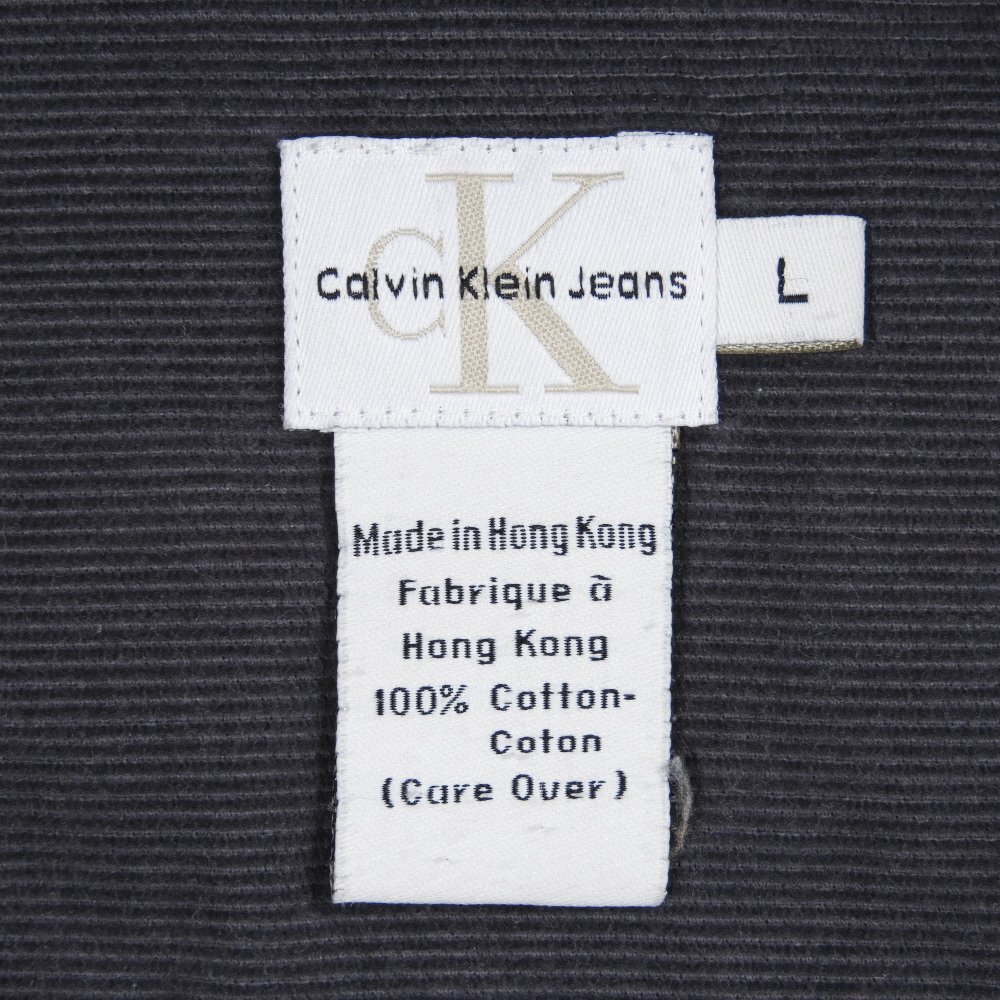 CK
Calvin Klein Jeans
L
Made in Hong Kong
Fabrique à
Hong Kong
100% Cotton-
Coton
(Care Over)